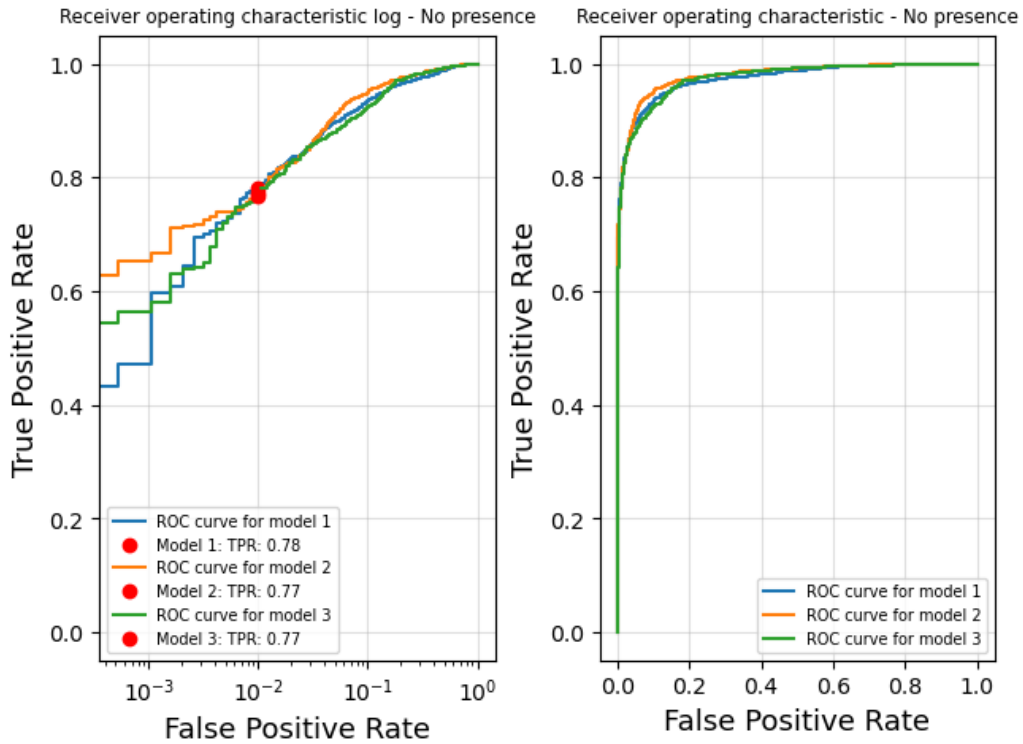 Receiver operating characteristic log - No presence
True Positive Rate
1.0
0.8
0.6
0.4
0.2
0.0
ROC curve for model 1
Model 1: TPR: 0.78
ROC curve for model 2
Model 2: TPR: 0.77
ROC curve for model 3
Model 3: TPR: 0.77
10⁻³ 10⁻² 10⁻¹ 10⁰
False Positive Rate
Receiver operating characteristic - No presence
True Positive Rate
1.0
0.8
0.6
0.4
0.2
0.0
ROC curve for model 1
ROC curve for model 2
ROC curve for model 3
0.0 0.2 0.4 0.6 0.8 1.0
False Positive Rate